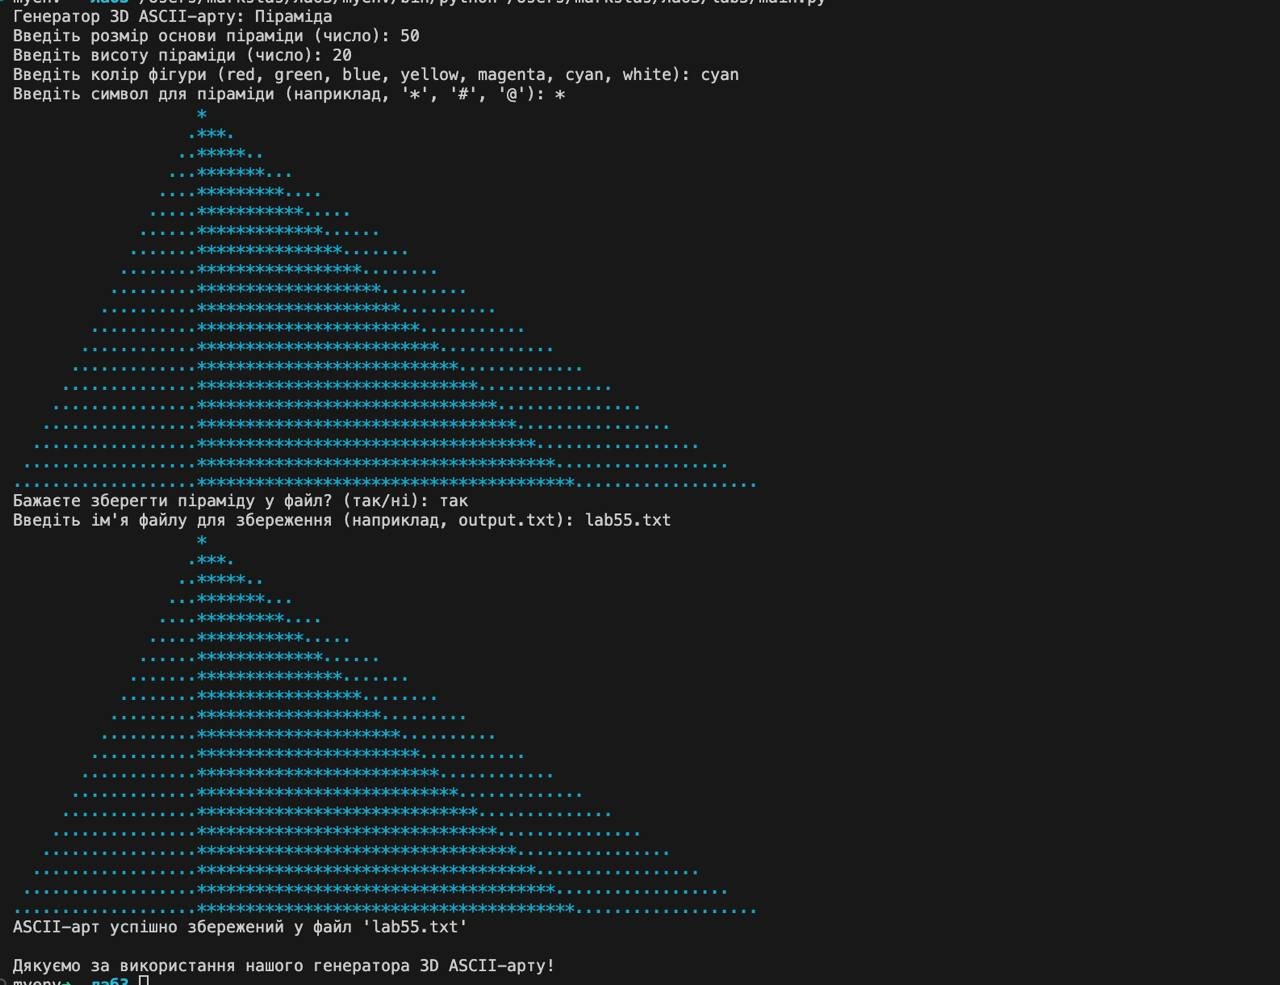 Генератор 3D ASCII-арту: Піраміда
Введіть розмір основи піраміди (число): 50
Введіть висоту піраміди (число): 20
Введіть колір фігури (red, green, blue, yellow, magenta, cyan, white): cyan
Введіть символ для піраміди (наприклад, '*', '#', '@'): *
Бажаєте зберегти піраміду у файл? (так/ні): так
Введіть ім'я файлу для збереження (наприклад, output.txt): lab55.txt
ASCII-арт успішно збережений у файл 'lab55.txt'
Дякуємо за використання нашого генератора 3D ASCII-арту!